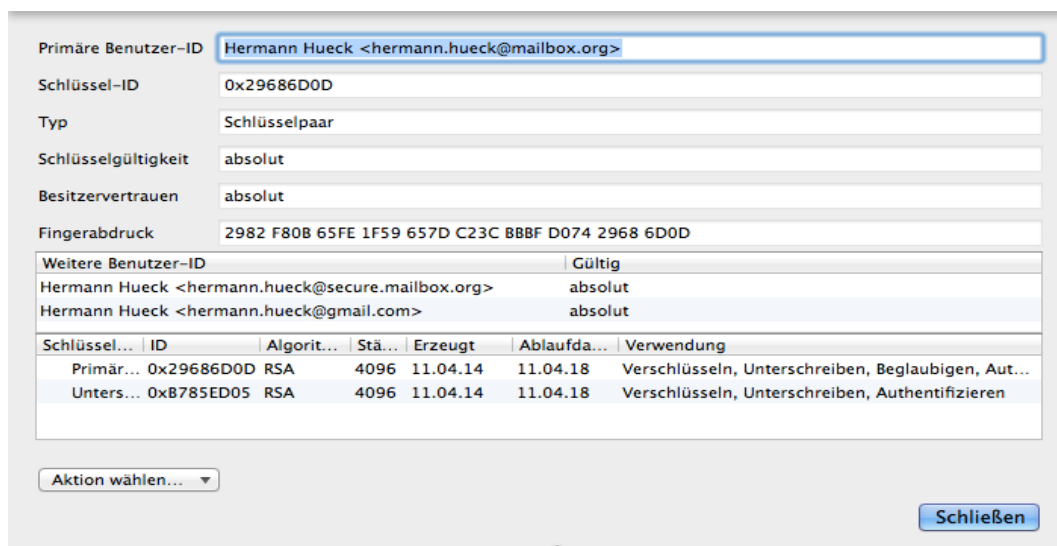 Primäre Benutzer-ID Hermann Hueck <hermann.hueck@mailbox.org>
Schlüssel-ID 0x29686D0D
Typ Schlüsselpaar
Schlüsselgültigkeit absolut
Besitzervertrauen absolut
Fingerabdruck 2982 F80B 65FE 1F59 657D C23C BBBF D074 2968 6D0D
Weitere Benutzer-ID Gültig
Hermann Hueck <hermann.hueck@secure.mailbox.org> absolut
Hermann Hueck <hermann.hueck@gmail.com> absolut
Schlüssel... ID Algorit... Stä... Erzeugt Ablaufda... Verwendung
Primär... 0x29686D0D RSA 4096 11.04.14 11.04.18 Verschlüsseln, Unterschreiben, Beglaubigen, Aut...
Unters... 0xB785ED05 RSA 4096 11.04.14 11.04.18 Verschlüsseln, Unterschreiben, Authentifizieren
Aktion wählen...
Schließen